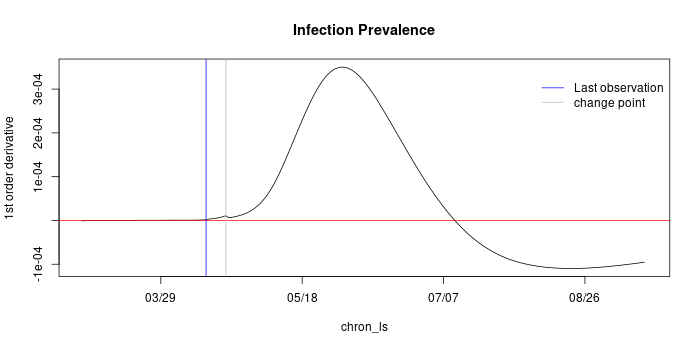 Infection Prevalence
Last observation
change point
1st order derivative
3e-04
2e-04
1e-04
-1e-04
03/29
05/18
07/07
08/26
chron_ls